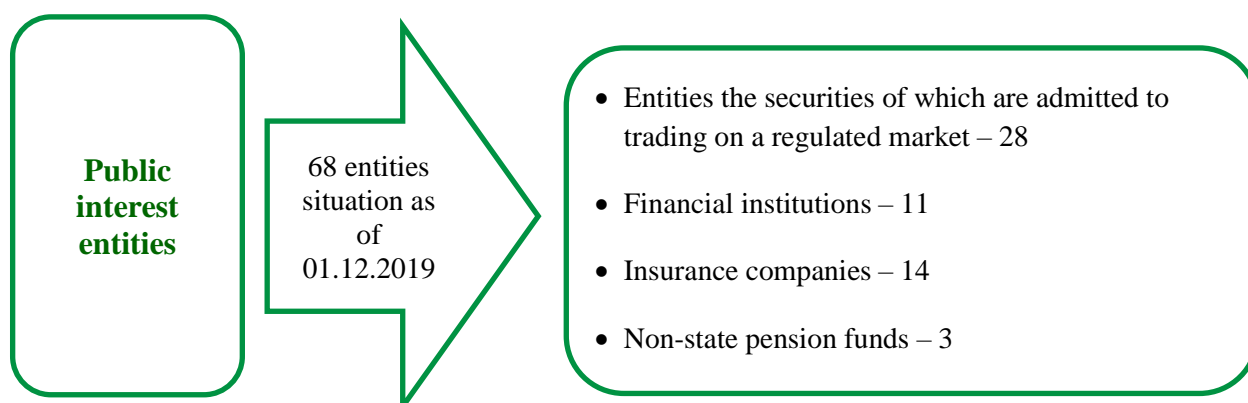 Public
interest
entities
68 entities
situation as
of
01.12.2019
• Entities the securities of which are admitted to
trading on a regulated market – 28
• Financial institutions – 11
• Insurance companies – 14
• Non-state pension funds – 3